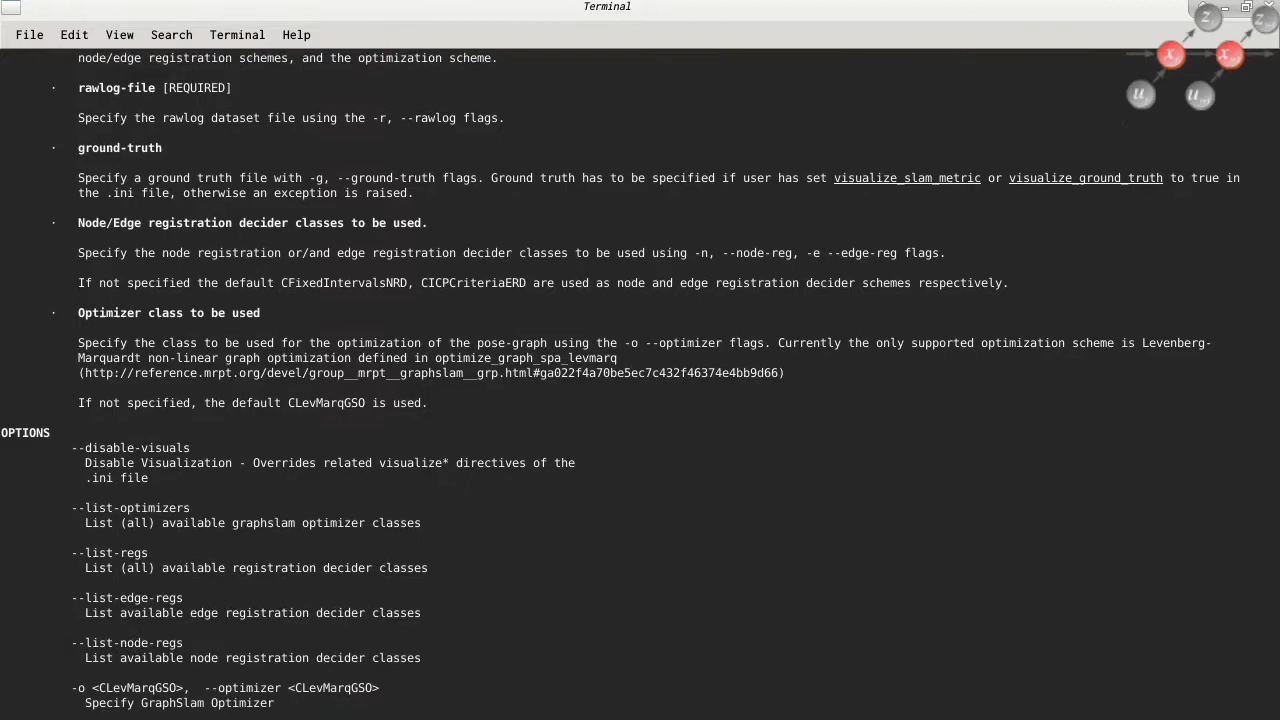 Terminal
File Edit View Search Terminal Help
node/edge registration schemes, and the optimization scheme.
· rawlog-file [REQUIRED]
Specify the rawlog dataset file using the -r, --rawlog flags.
· ground-truth
Specify a ground truth file with -g, --ground-truth flags. Ground truth has to be specified if user has set visualize_slam_metric or visualize_ground_truth to true in
the .ini file, otherwise an exception is raised.
· Node/Edge registration decider classes to be used.
Specify the node registration or/and edge registration decider classes to be used using -n, --node-reg, -e --edge-reg flags.
If not specified the default CFixedIntervalsNRD, CICPCriteriaERD are used as node and edge registration decider schemes respectively.
· Optimizer class to be used
Specify the class to be used for the optimization of the pose-graph using the -o --optimizer flags. Currently the only supported optimization scheme is Levenberg-
Marquardt non-linear graph optimization defined in optimize_graph_spa_levmarq
(http://reference.mrpt.org/devel/group__mrpt__graphslam__grp.html#ga022f4a70be5ec7c432f46374e4bb9d66)
If not specified, the default CLevMarqGSO is used.
OPTIONS
--disable-visuals
Disable Visualization - Overrides related visualize* directives of the
.ini file
--list-optimizers
List (all) available graphslam optimizer classes
--list-regs
List (all) available registration decider classes
--list-edge-regs
List available edge registration decider classes
--list-node-regs
List available node registration decider classes
-o <CLevMarqGSO>, --optimizer <CLevMarqGSO>
Specify GraphSlam Optimizer